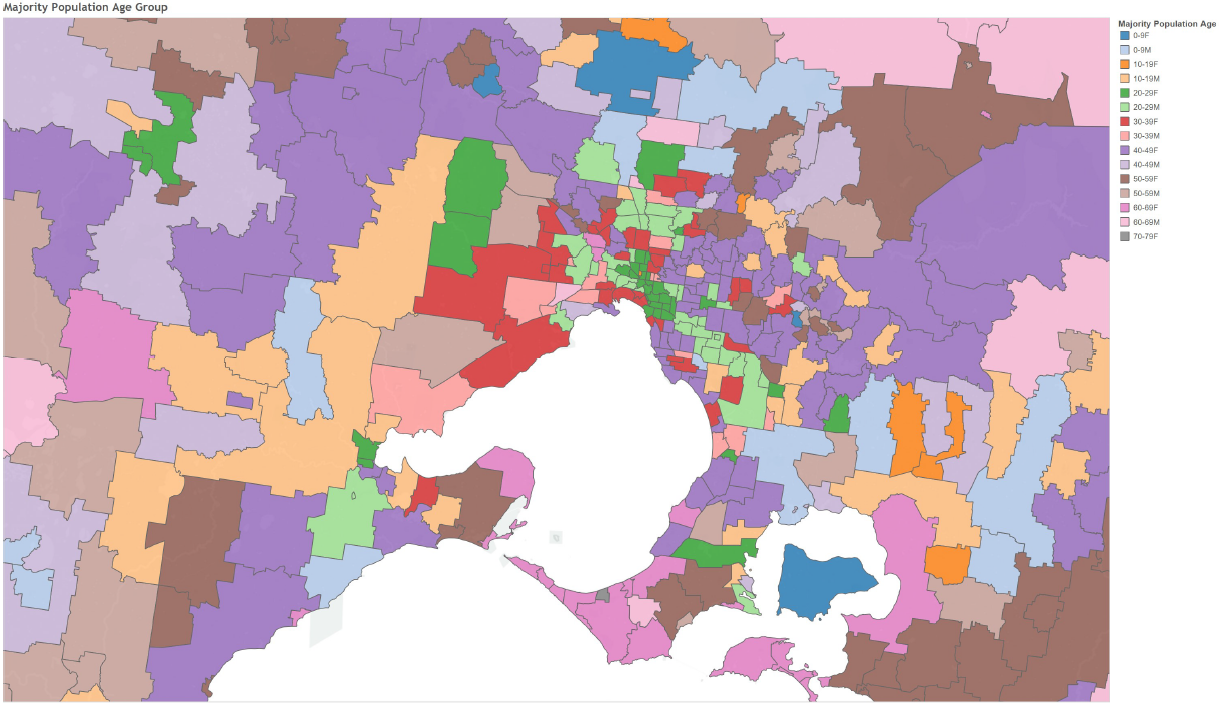 Majority Population Age Group
Majority Population Age
0-9F
0-9M
10-19F
10-19M
20-29F
20-29M
30-39F
30-39M
40-49F
40-49M
50-59F
50-59M
60-69F
60-69M
70-79F